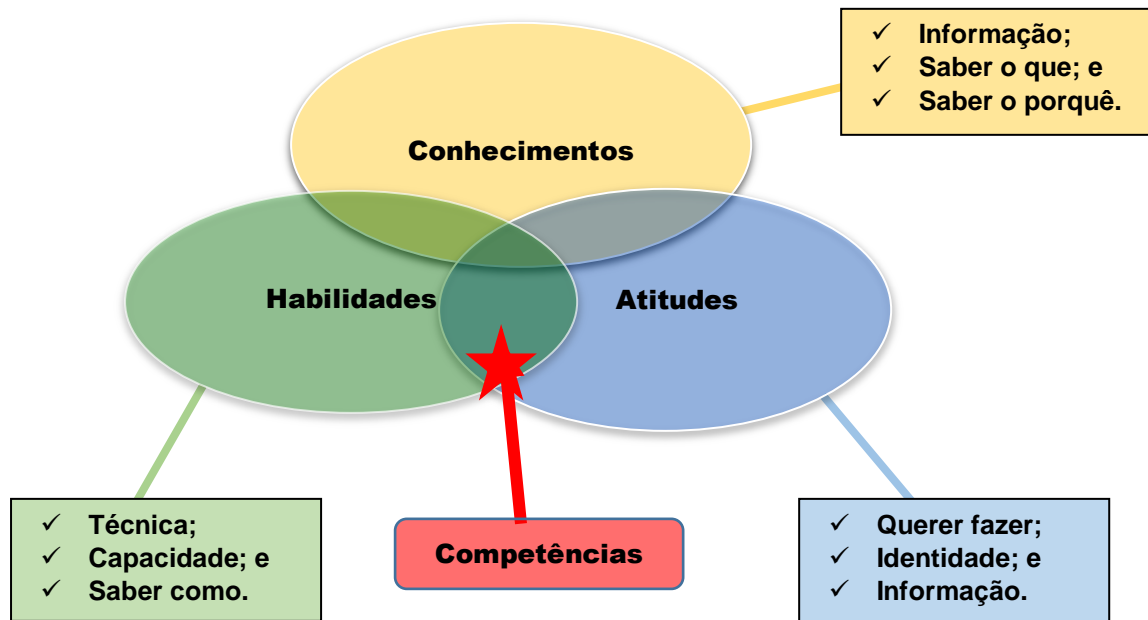 ✓ Informação;
✓ Saber o que; e
✓ Saber o porquê.
Conhecimentos
Habilidades
Atitudes
✓ Técnica;
✓ Capacidade; e
✓ Saber como.
Competências
✓ Querer fazer;
✓ Identidade; e
✓ Informação.